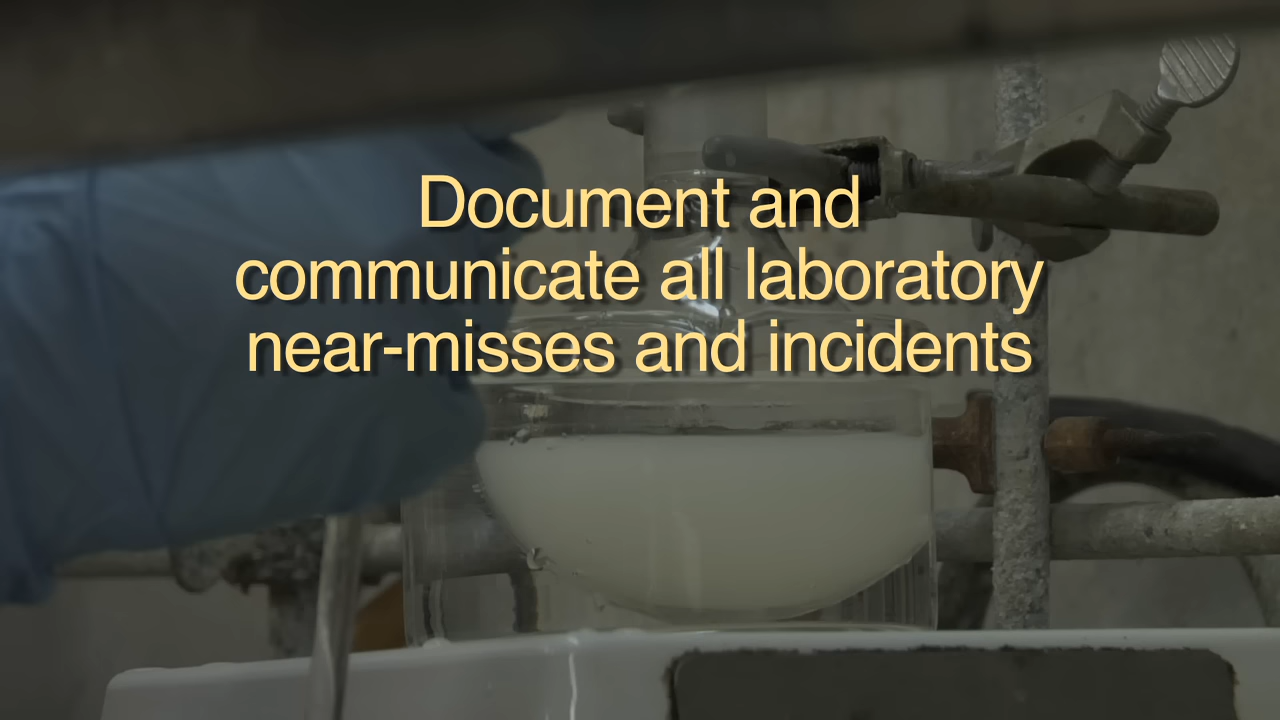 Document and
communicate all laboratory
near-misses and incidents